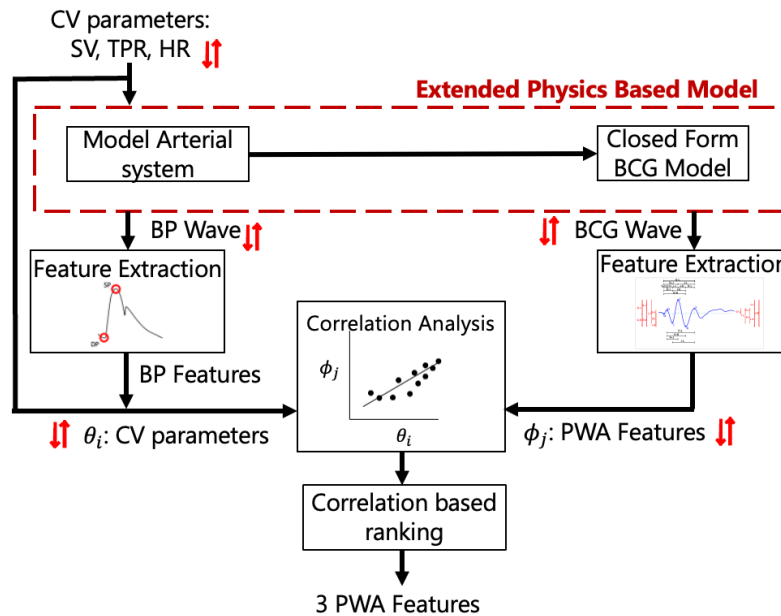 CV parameters:
SV, TPR, HR
Extended Physics Based Model
Model Arterial
system
Closed Form
BCG Model
BP Wave
BCG Wave
Feature Extraction
SP
DP
Feature Extraction
Correlation Analysis
ϕj
θi
BP Features
θi: CV parameters
ϕj: PWA Features
Correlation based
ranking
3 PWA Features